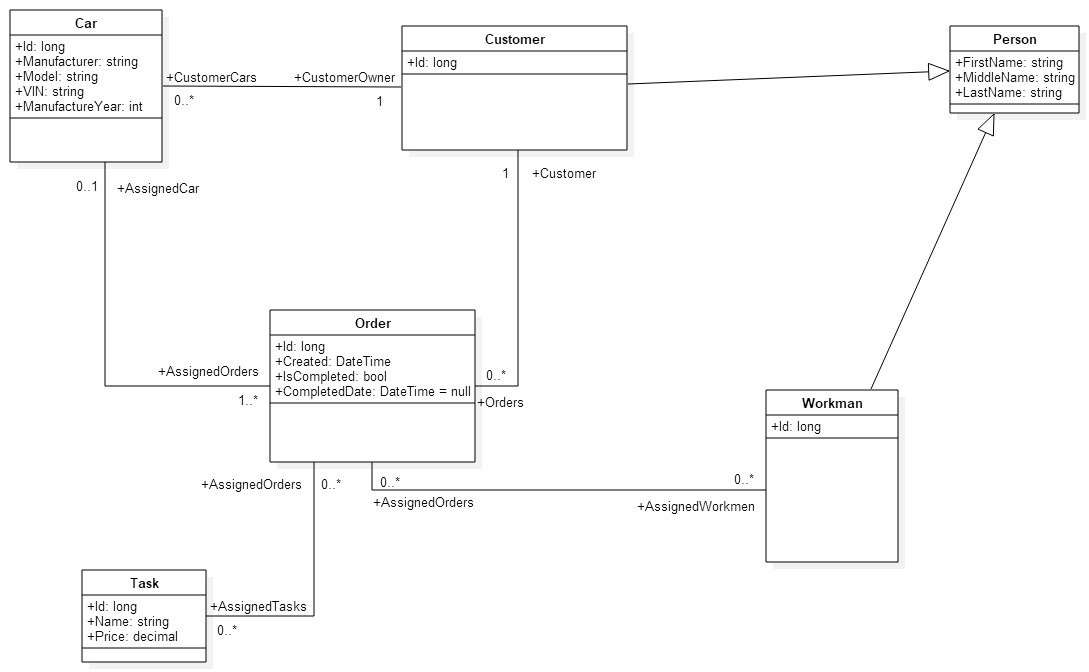 Car
+Id: long
+Manufacturer: string
+Model: string
+VIN: string
+ManufactureYear: int
+CustomerCars
0..*
+CustomerOwner
1
Customer
+Id: long
Person
+FirstName: string
+MiddleName: string
+LastName: string
0..1
+AssignedCar
1
+Customer
+AssignedOrders
1..*
Order
+Id: long
+Created: DateTime
+IsCompleted: bool
+CompletedDate: DateTime = null
0..*
+Orders
Workman
+Id: long
+AssignedOrders
0..*
0..*
+AssignedOrders
0..*
+AssignedWorkmen
Task
+Id: long
+Name: string
+Price: decimal
+AssignedTasks
0..*